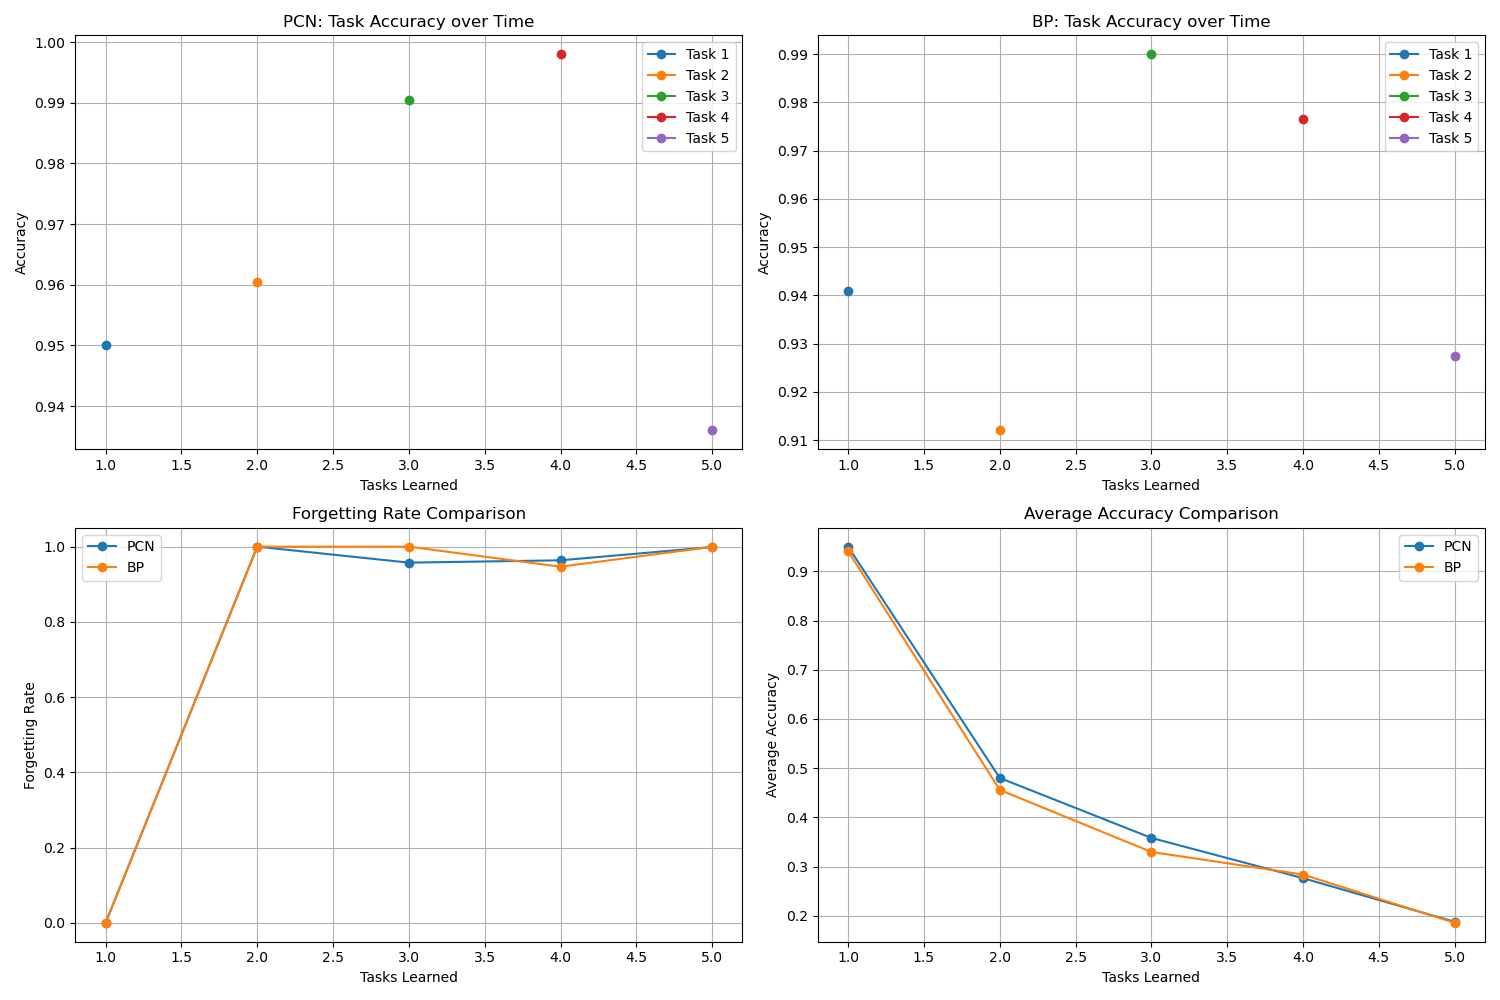 PCN: Task Accuracy over Time
Accuracy
1.00
0.99
0.98
0.97
0.96
0.95
0.94
1.0 1.5 2.0 2.5 3.0 3.5 4.0 4.5 5.0
Tasks Learned
Task 1
Task 2
Task 3
Task 4
Task 5
BP: Task Accuracy over Time
Accuracy
0.99
0.98
0.97
0.96
0.95
0.94
0.93
0.92
0.91
1.0 1.5 2.0 2.5 3.0 3.5 4.0 4.5 5.0
Tasks Learned
Task 1
Task 2
Task 3
Task 4
Task 5
Forgetting Rate Comparison
Forgetting Rate
1.0
0.8
0.6
0.4
0.2
0.0
1.0 1.5 2.0 2.5 3.0 3.5 4.0 4.5 5.0
Tasks Learned
PCN
BP
Average Accuracy Comparison
Average Accuracy
0.9
0.8
0.7
0.6
0.5
0.4
0.3
0.2
1.0 1.5 2.0 2.5 3.0 3.5 4.0 4.5 5.0
Tasks Learned
PCN
BP